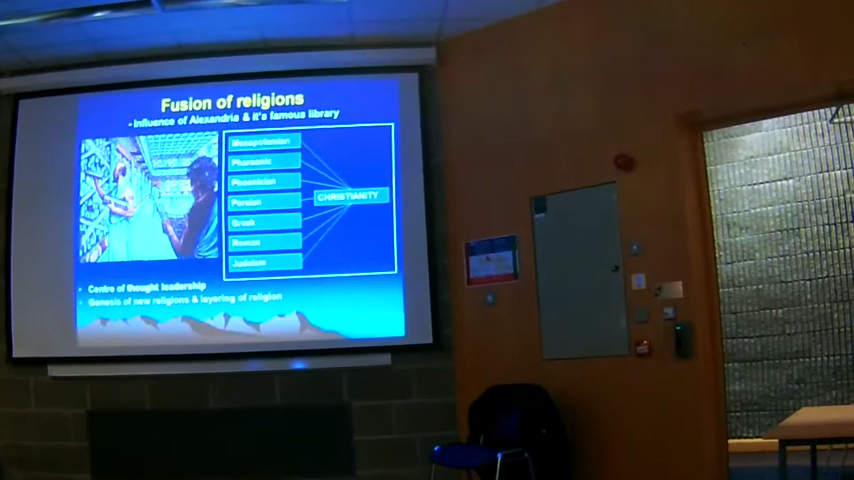 Fusion of religions
- Influence of Alexandria & it's famous library
Mesopotamian
Pharaonic
Phoenician
Persian
Greek
Roman
Judaism
CHRISTIANITY
Centre of thought leadership
Genesis of new religions & layering of religion